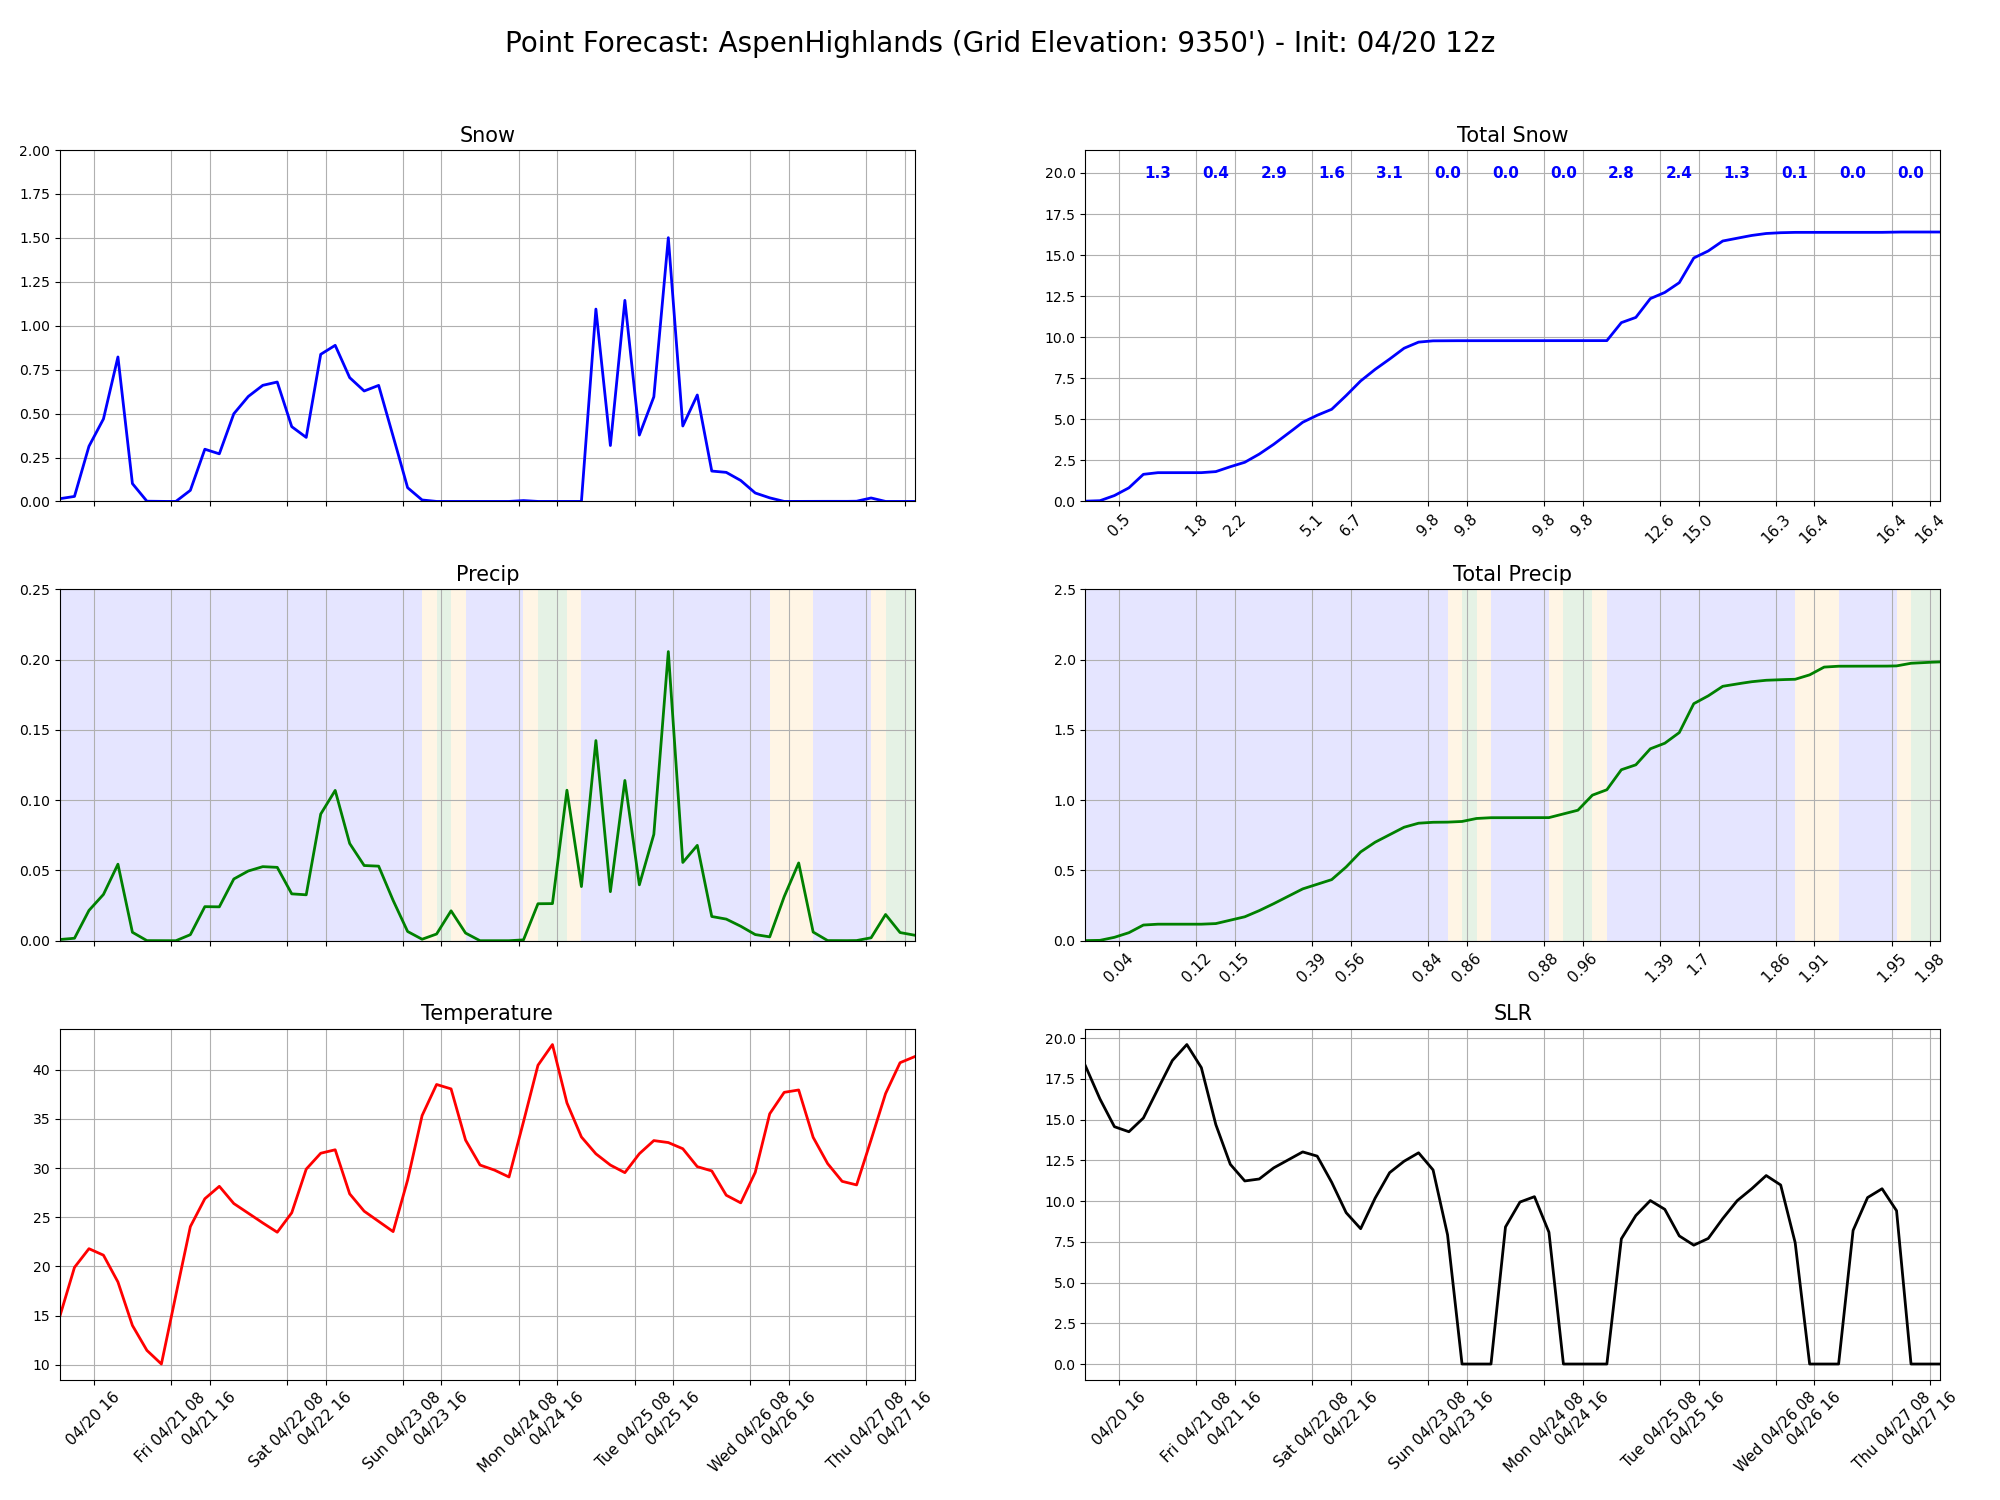 Point Forecast: AspenHighlands (Grid Elevation: 9350') - Init: 04/20 12z
Snow
2.00
1.75
1.50
1.25
1.00
0.75
0.50
0.25
0.00
Total Snow
20.0
17.5
15.0
12.5
10.0
7.5
5.0
2.5
0.0
1.3 0.4 2.9 1.6 3.1 0.0 0.0 0.0 2.8 2.4 1.3 0.1 0.0 0.0
0.5 1.8 2.2 5.1 6.7 9.8 9.8 9.8 9.8 12.6 15.0 16.3 16.4 16.4 16.4
Precip
0.25
0.20
0.15
0.10
0.05
0.00
Total Precip
2.5
2.0
1.5
1.0
0.5
0.0
0.04 0.12 0.15 0.39 0.56 0.84 0.86 0.88 0.96 1.39 1.7 1.86 1.91 1.95 1.98
Temperature
40
35
30
25
20
15
10
04/20 16
Fri 04/21 08
04/21 16
Sat 04/22 08
04/22 16
Sun 04/23 08
04/23 16
Mon 04/24 08
04/24 16
Tue 04/25 08
04/25 16
Wed 04/26 08
04/26 16
Thu 04/27 08
04/27 16
SLR
20.0
17.5
15.0
12.5
10.0
7.5
5.0
2.5
0.0
04/20 16
Fri 04/21 08
04/21 16
Sat 04/22 08
04/22 16
Sun 04/23 08
04/23 16
Mon 04/24 08
04/24 16
Tue 04/25 08
04/25 16
Wed 04/26 08
04/26 16
Thu 04/27 08
04/27 16